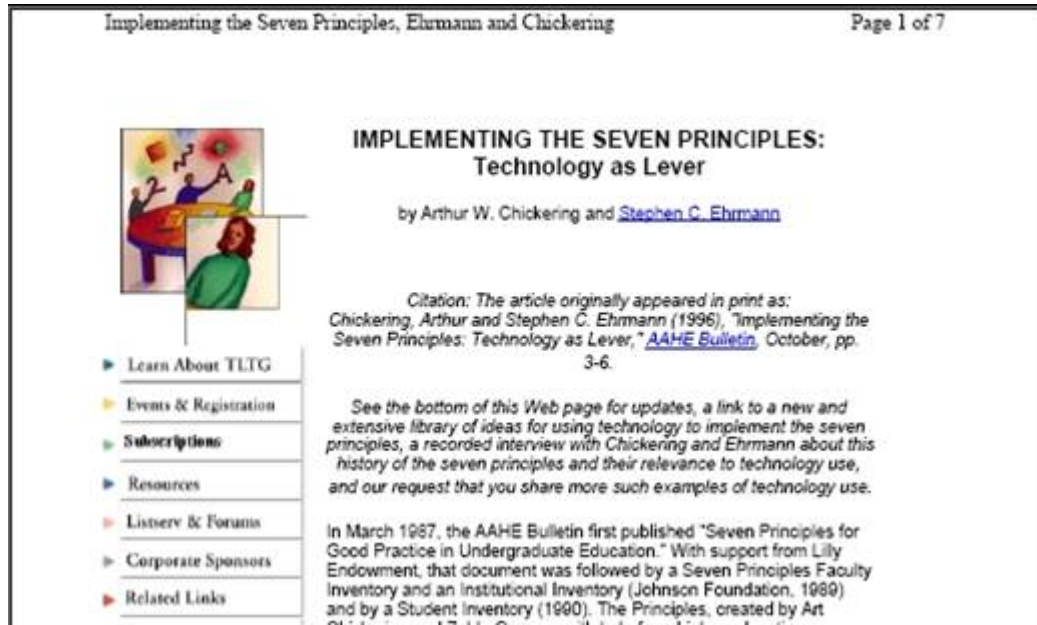 Implementing the Seven Principles, Ehrmann and Chickering Page 1 of 7
2 A
IMPLEMENTING THE SEVEN PRINCIPLES:
Technology as Lever
by Arthur W. Chickering and Stephen C. Ehrmann
Citation: The article originally appeared in print as:
Chickering, Arthur and Stephen C. Ehrmann (1996), "Implementing the
Seven Principles: Technology as Lever," AAHE Bulletin, October, pp.
3-6.
See the bottom of this Web page for updates, a link to a new and
extensive library of ideas for using technology to implement the seven
principles, a recorded interview with Chickering and Ehrmann about this
history of the seven principles and their relevance to technology use,
and our request that you share more such examples of technology use.
In March 1987, the AAHE Bulletin first published "Seven Principles for
Good Practice in Undergraduate Education." With support from Lilly
Endowment, that document was followed by a Seven Principles Faculty
Inventory and an Institutional Inventory (Johnson Foundation, 1989)
and by a Student Inventory (1990). The Principles, created by Art
Learn About TLTG
Events & Registration
Subscriptions
Resources
Listserv & Forums
Corporate Sponsors
Related Links